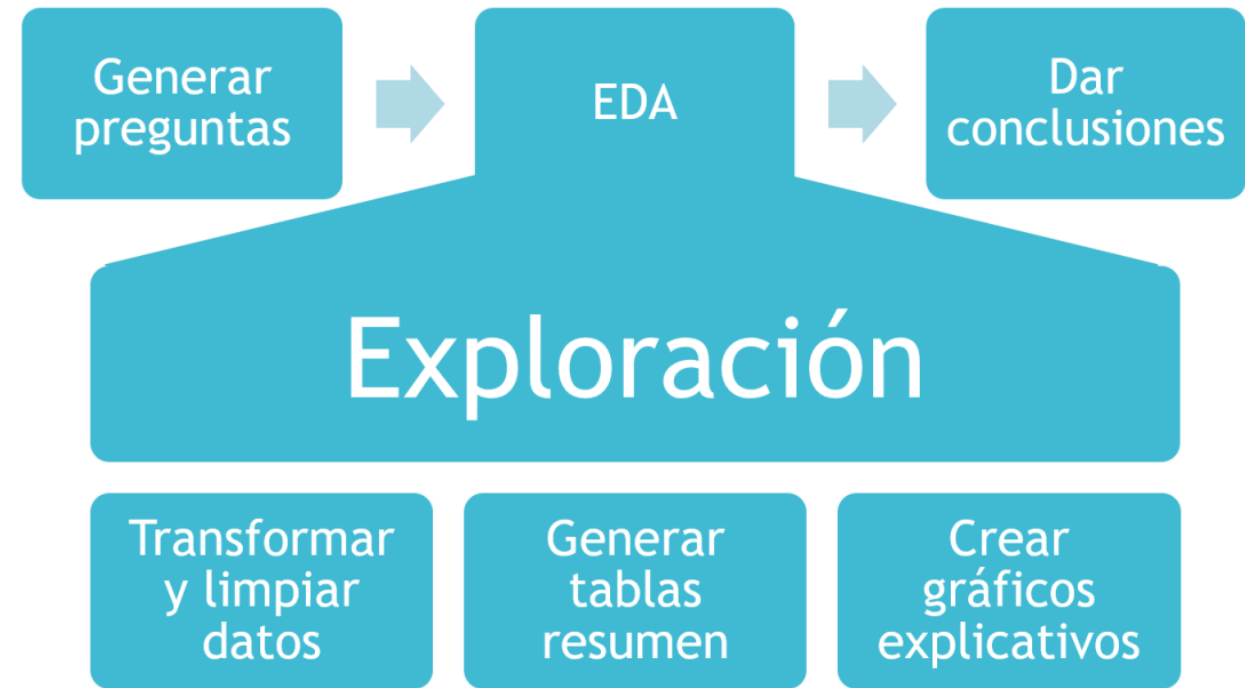 Generar
preguntas
EDA
Dar
conclusiones
Exploración
Transformar
y limpiar
datos
Generar
tablas
resumen
Crear
gráficos
explicativos